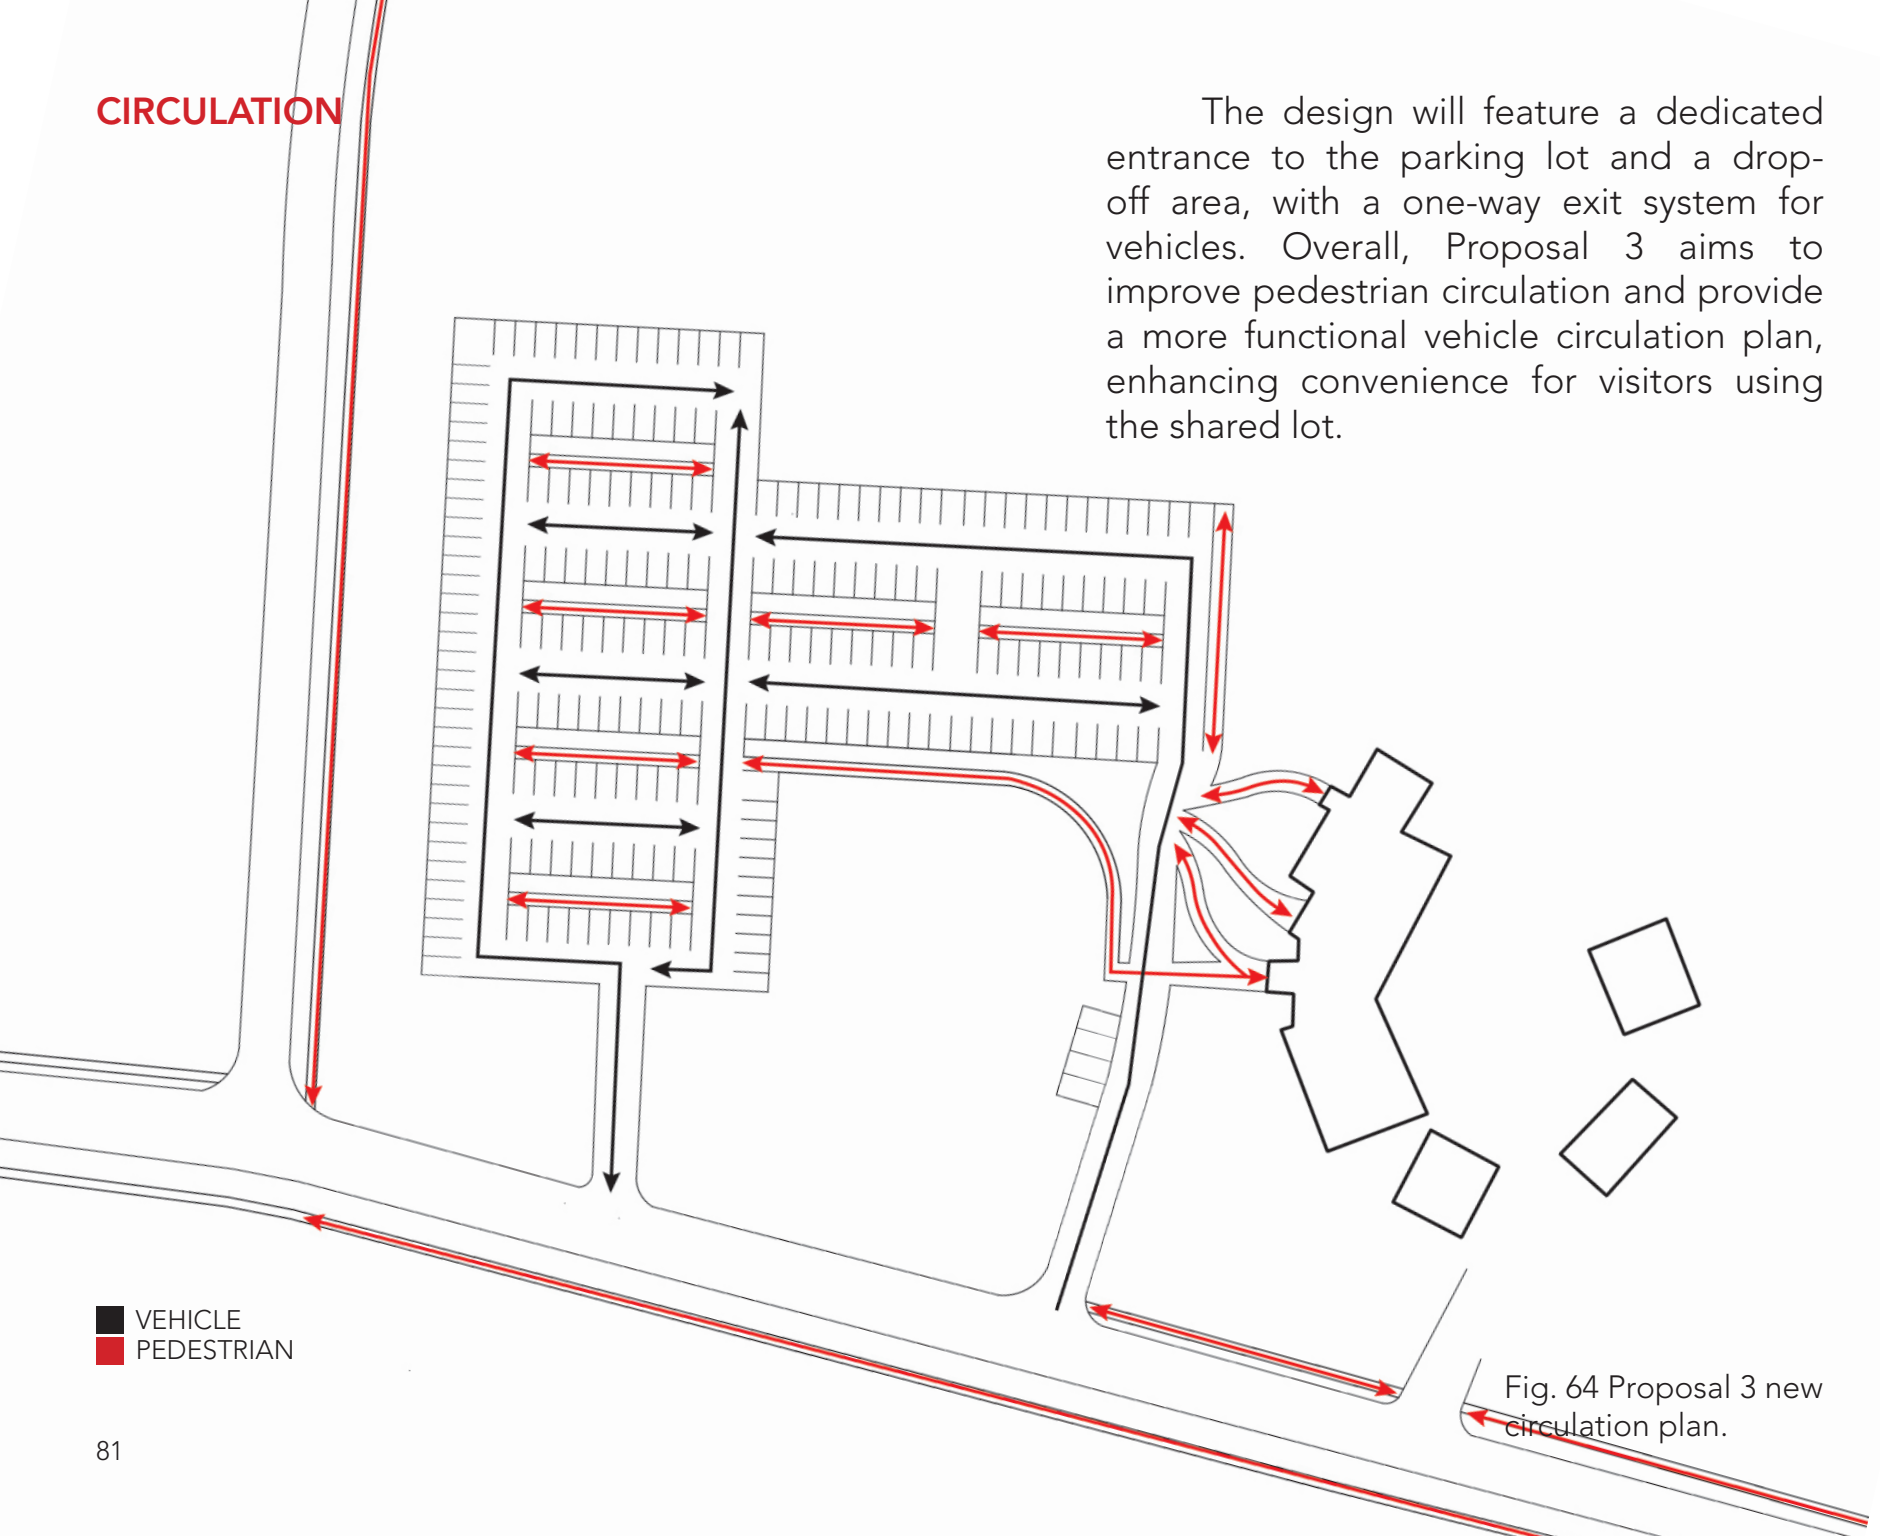 CIRCULATION
The design will feature a dedicated
entrance to the parking lot and a drop-
off area, with a one-way exit system for
vehicles. Overall, Proposal 3 aims to
improve pedestrian circulation and provide
a more functional vehicle circulation plan,
enhancing convenience for visitors using
the shared lot.
VEHICLE
PEDESTRIAN
Fig. 64 Proposal 3 new
circulation plan.
81